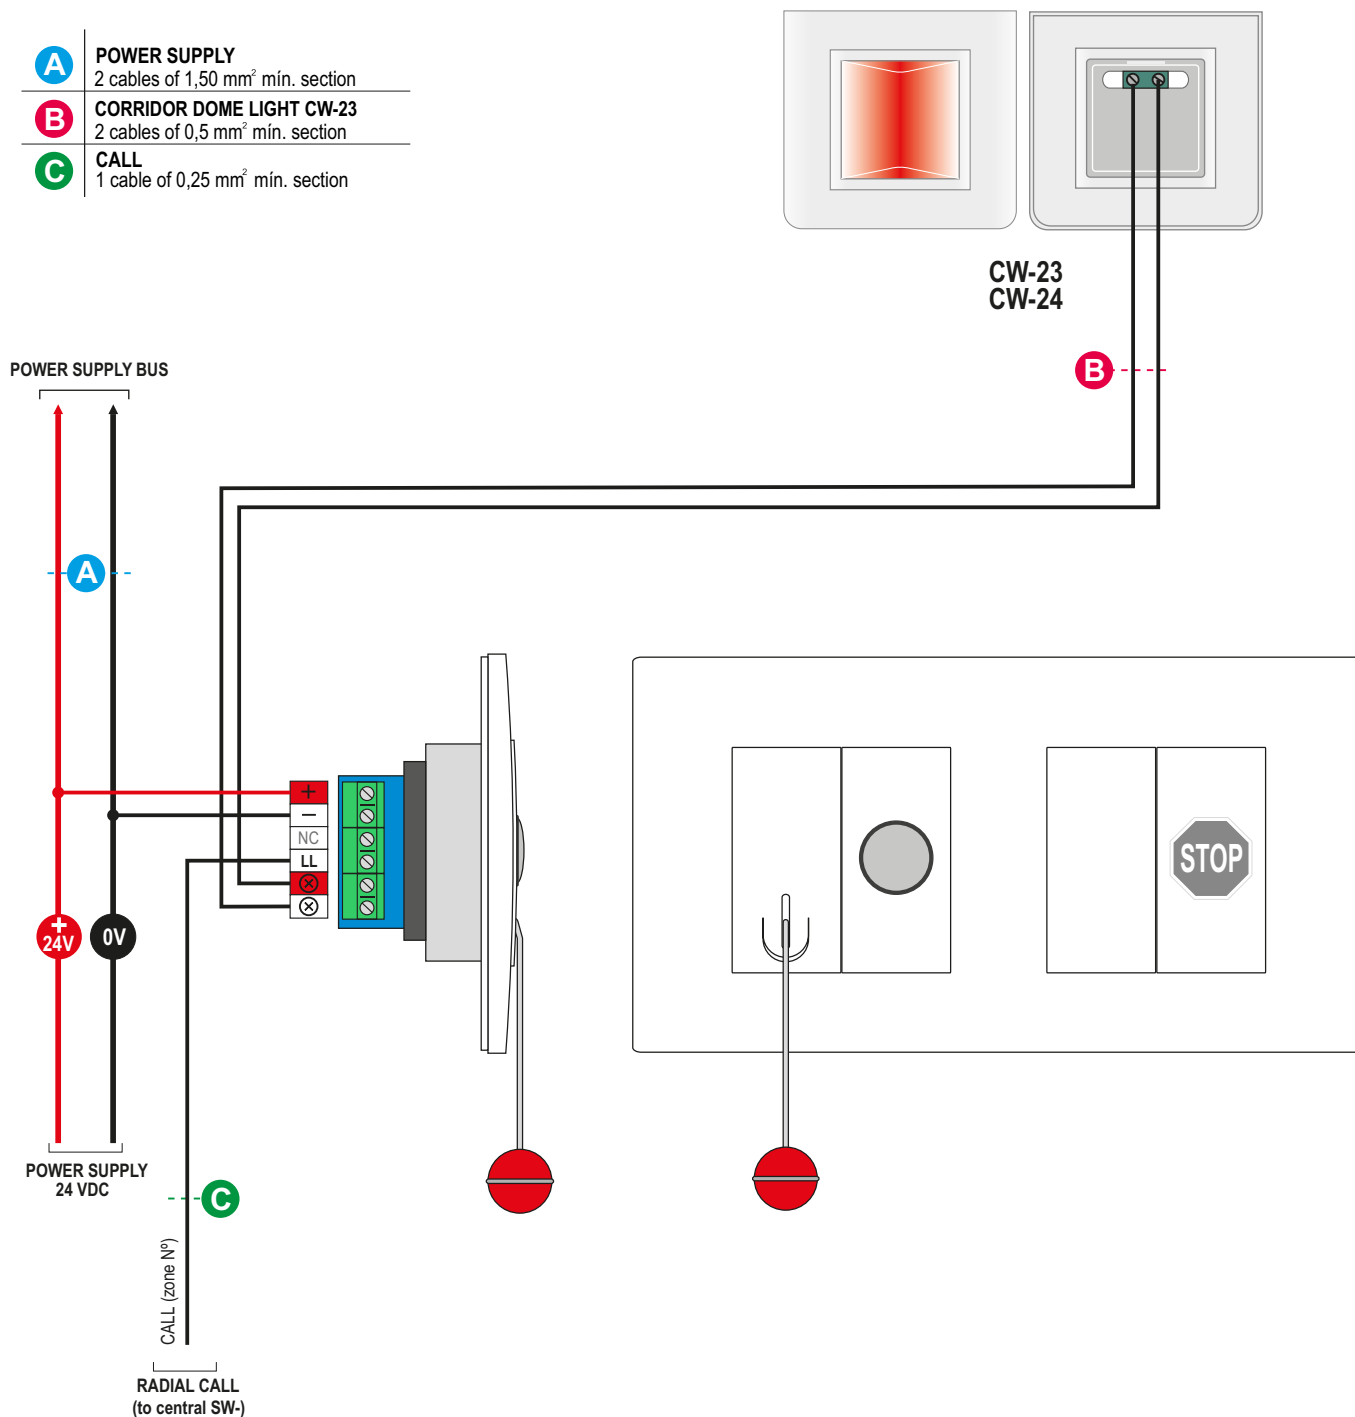 A
POWER SUPPLY
2 cables of 1,50 mm² mín. section
B
CORRIDOR DOME LIGHT CW-23
2 cables of 0,5 mm² mín. section
C
CALL
1 cable of 0,25 mm² mín. section
CW-23
CW-24
B
POWER SUPPLY BUS
A
+
−
NC
LL
STOP
+
24V
0V
POWER SUPPLY
24 VDC
C
CALL (zone Nº)
RADIAL CALL
(to central SW-)